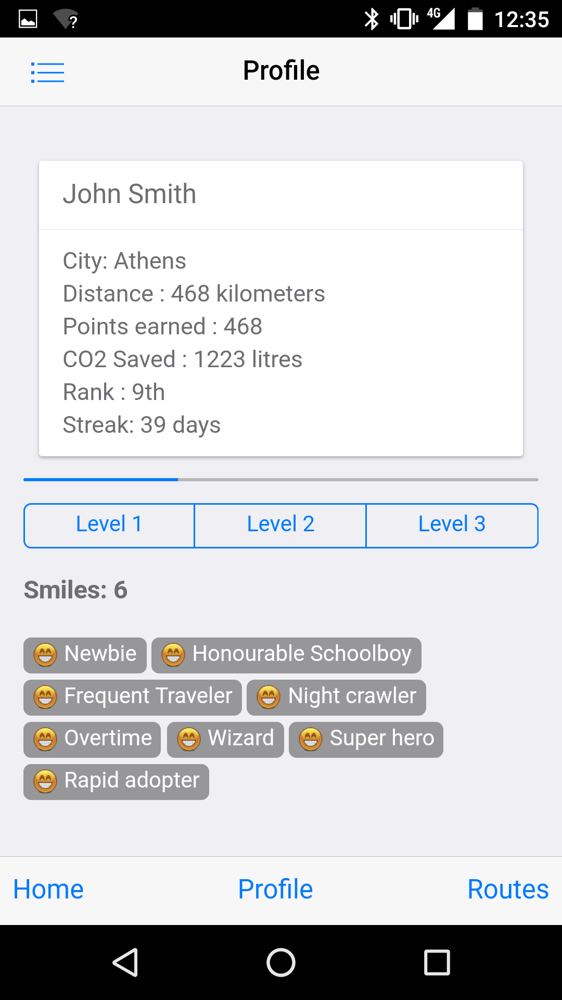 4G 12:35
Profile
John Smith
City: Athens
Distance : 468 kilometers
Points earned : 468
CO2 Saved : 1223 litres
Rank : 9th
Streak: 39 days
Level 1 Level 2 Level 3
Smiles: 6
Newbie Honourable Schoolboy
Frequent Traveler Night crawler
Overtime Wizard Super hero
Rapid adopter
Home Profile Routes